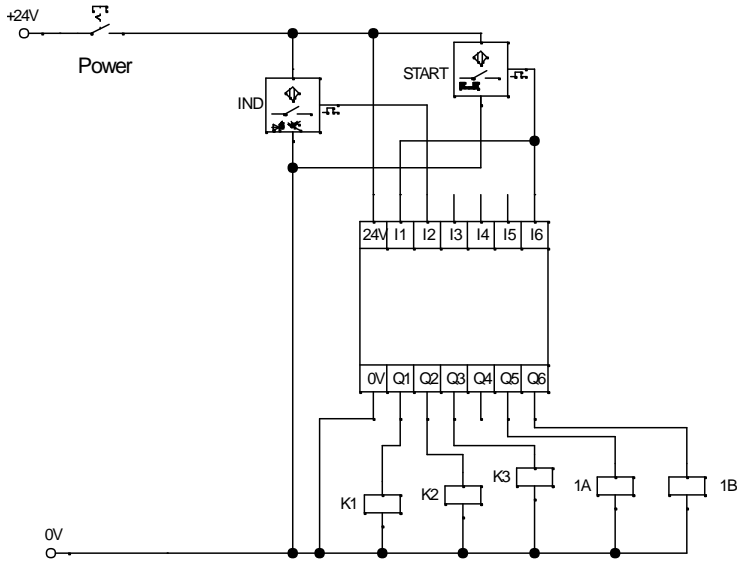 +24V
Power
START
IND
24V I1 I2 I3 I4 I5 I6
0V Q1 Q2 Q3 Q4 Q5 Q6
K1 K2 K3 1A 1B
0V